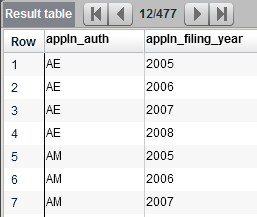 Result table 12/477
Row appln_auth appln_filing_year
1 AE 2005
2 AE 2006
3 AE 2007
4 AE 2008
5 AM 2005
6 AM 2006
7 AM 2007